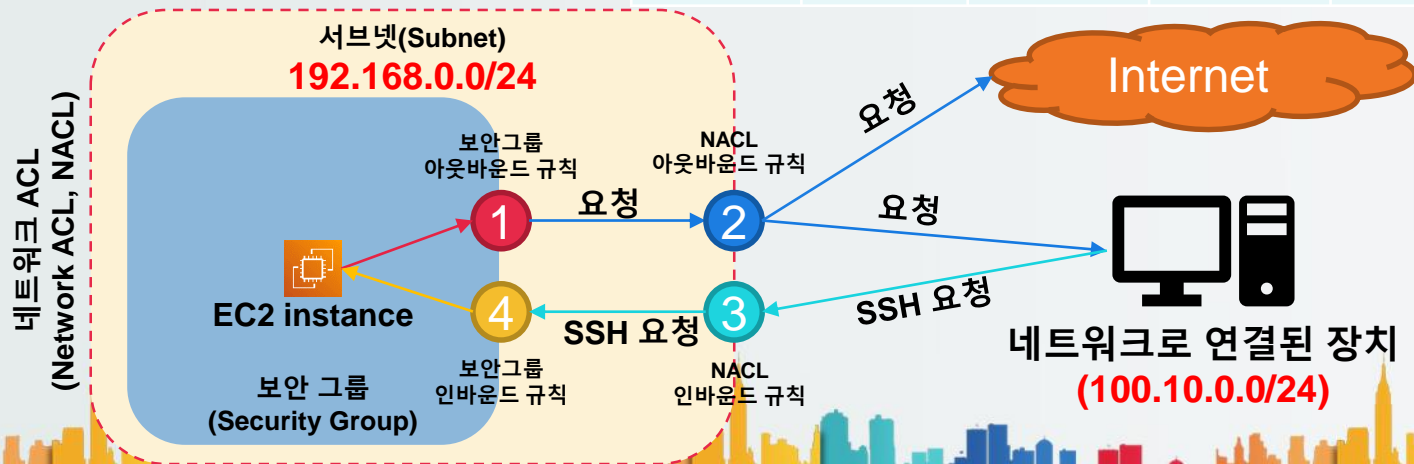 서브넷(Subnet)
192.168.0.0/24
네트워크 ACL
(Network ACL, NACL)
보안그룹
아웃바운드 규칙
NACL
아웃바운드 규칙
요청
Internet
1
요청
2
요청
EC2 instance
4
SSH 요청
3
SSH 요청
보안그룹
인바운드 규칙
NACL
인바운드 규칙
보안 그룹
(Security Group)
네트워크로 연결된 장치
(100.10.0.0/24)